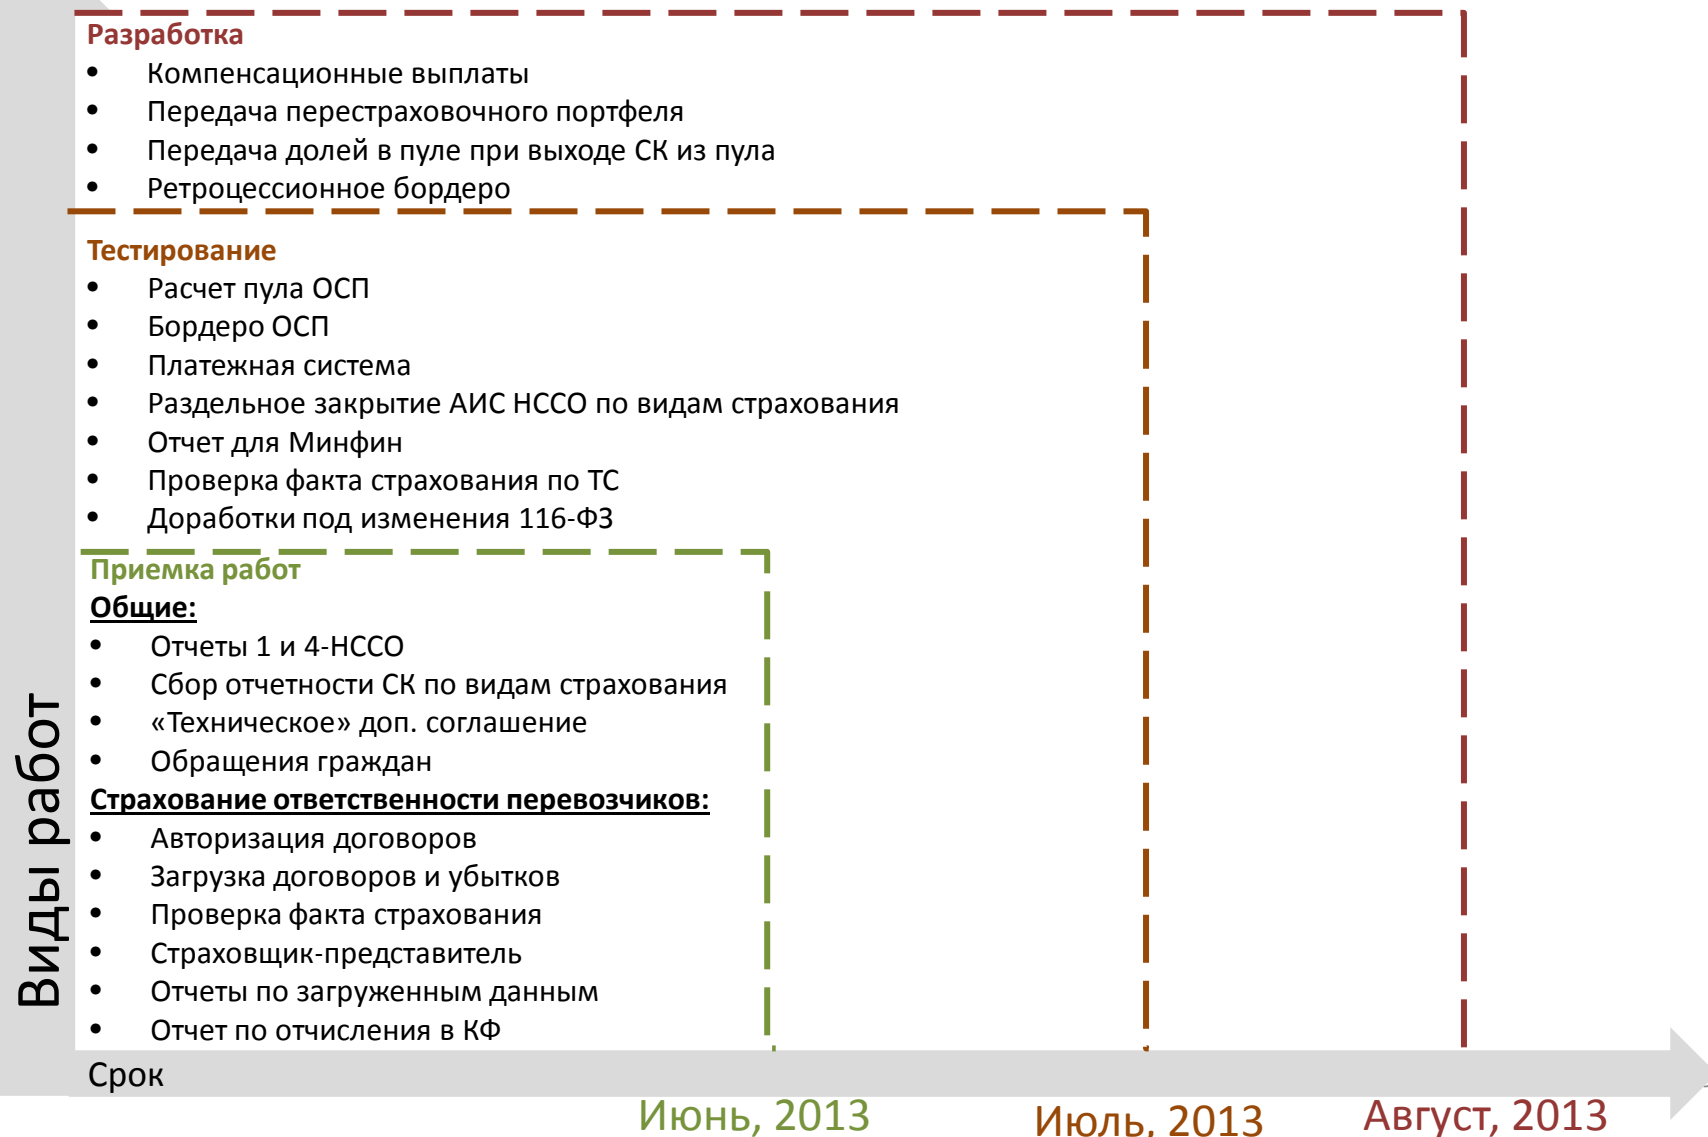 Разработка
• Компенсационные выплаты
• Передача перестраховочного портфеля
• Передача долей в пуле при выходе СК из пула
• Ретроцессионное бордеро
Тестирование
• Расчет пула ОСП
• Бордеро ОСП
• Платежная система
• Раздельное закрытие АИС НССО по видам страхования
• Отчет для Минфин
• Проверка факта страхования по ТС
• Доработки под изменения 116-ФЗ
Приемка работ
Общие:
• Отчеты 1 и 4-НССО
• Сбор отчетности СК по видам страхования
• «Техническое» доп. соглашение
• Обращения граждан
Страхование ответственности перевозчиков:
• Авторизация договоров
• Загрузка договоров и убытков
• Проверка факта страхования
• Страховщик-представитель
• Отчеты по загруженным данным
• Отчет по отчисления в КФ
Виды работ
Срок
Июнь, 2013
Июль, 2013
Август, 2013